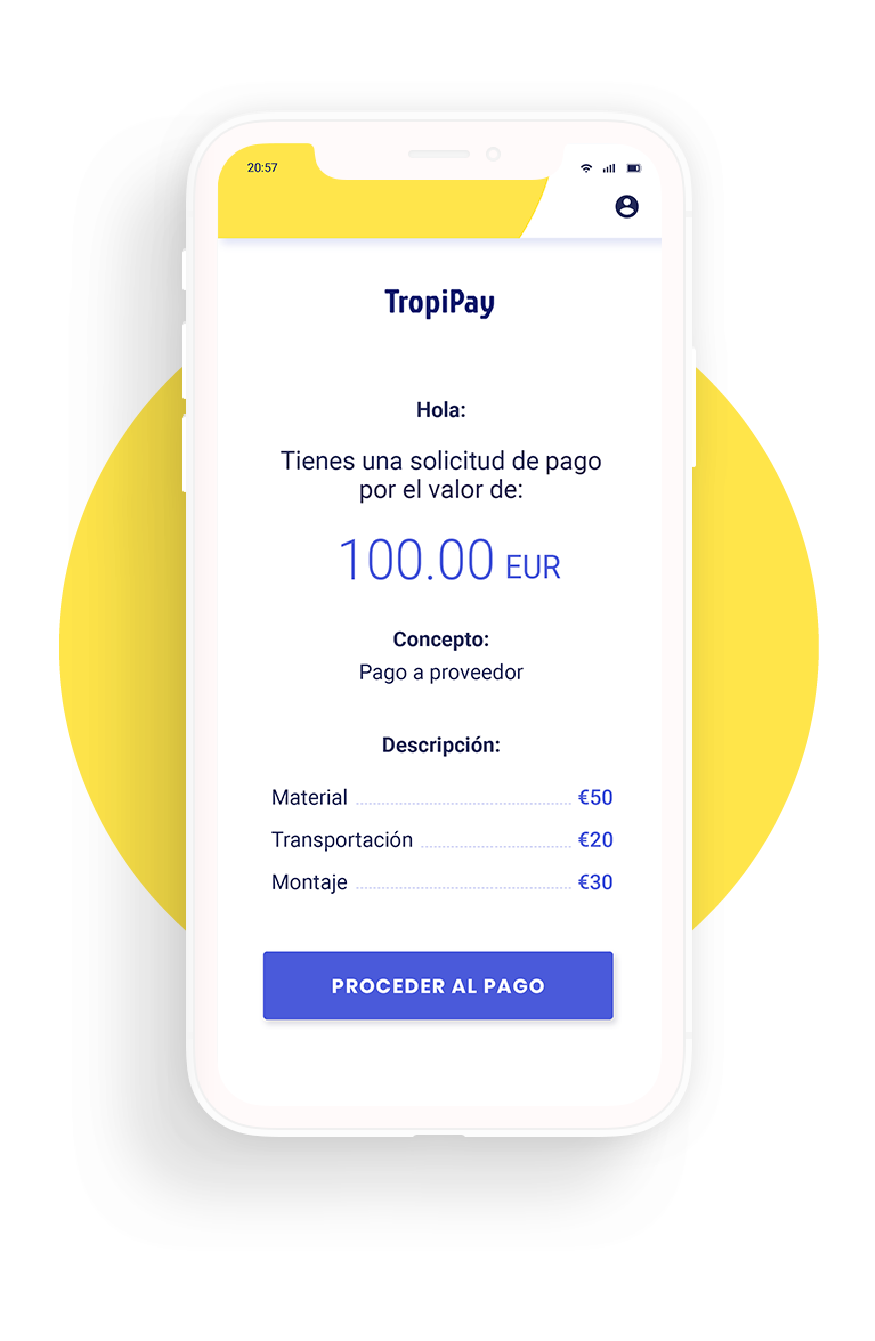 20:57
TropiPay
Hola:
Tienes una solicitud de pago
por el valor de:
100.00 EUR
Concepto:
Pago a proveedor
Descripción:
Material €50
Transportación €20
Montaje €30
PROCEDER AL PAGO